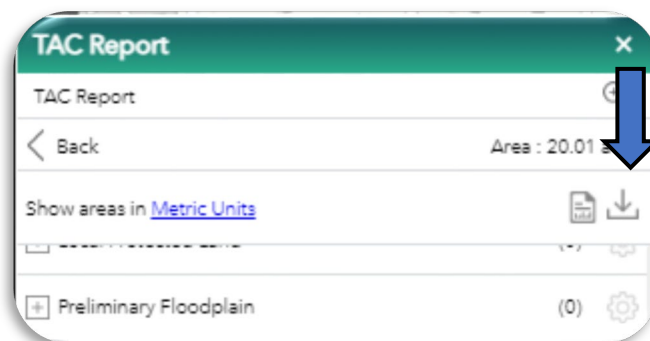 TAC Report
TAC Report
Back Area : 20.01
Show areas in Metric Units
Preliminary Floodplain (0)